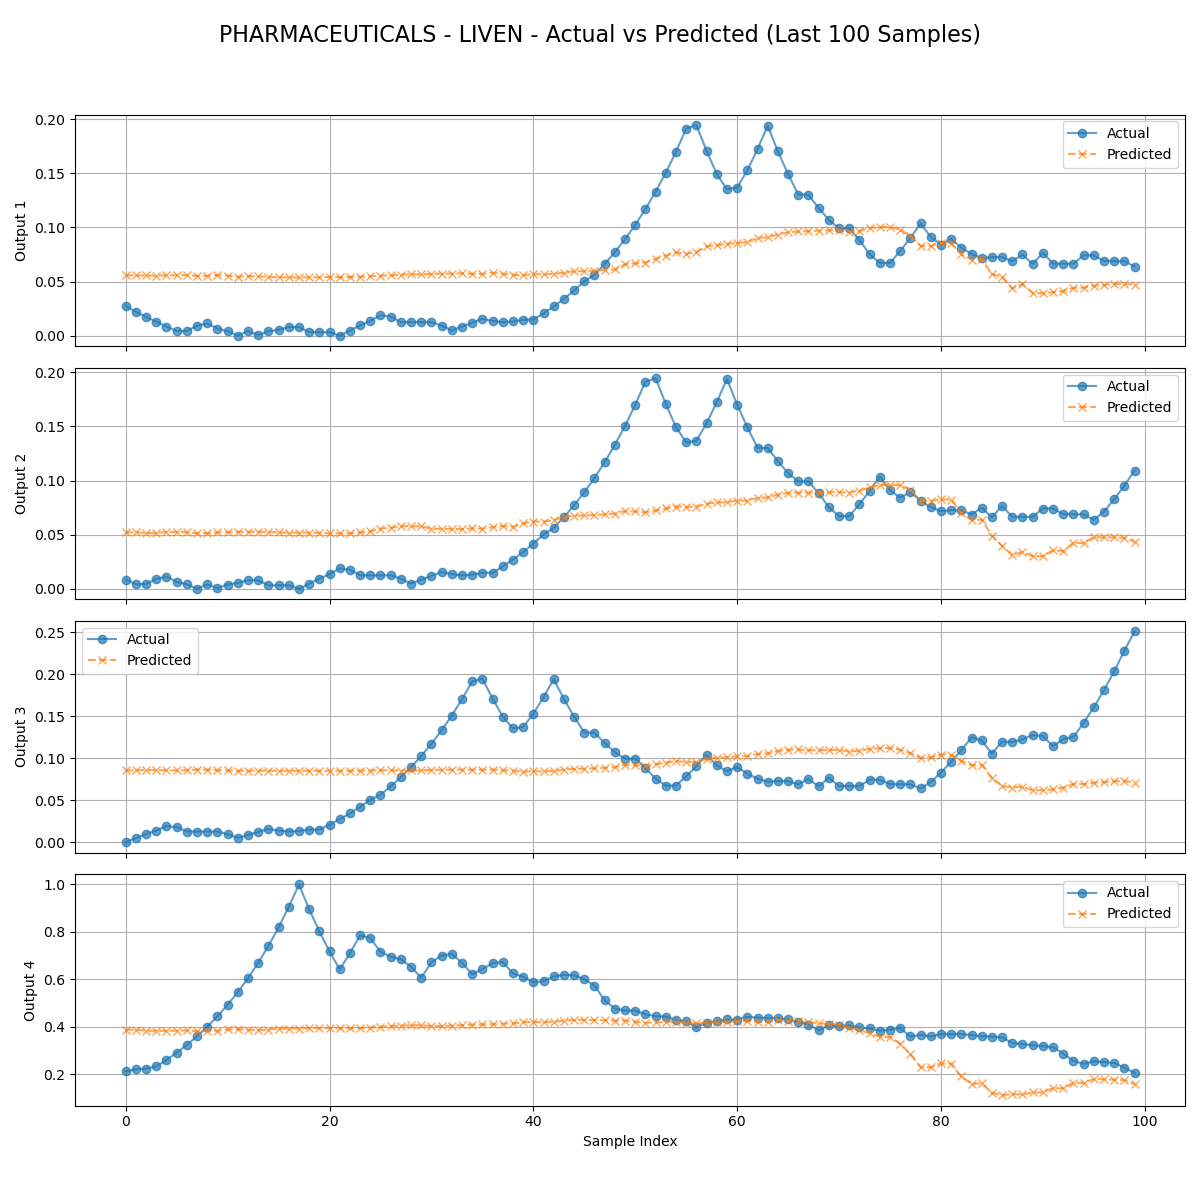 PHARMACEUTICALS - LIVEN - Actual vs Predicted (Last 100 Samples)
0.20
0.15
0.10
0.05
0.00
Output 1
Actual
Predicted
0.20
0.15
0.10
0.05
0.00
Output 2
Actual
Predicted
0.25
0.20
0.15
0.10
0.05
0.00
Output 3
Actual
Predicted
1.0
0.8
0.6
0.4
0.2
Output 4
Actual
Predicted
0 20 40 60 80 100
Sample Index